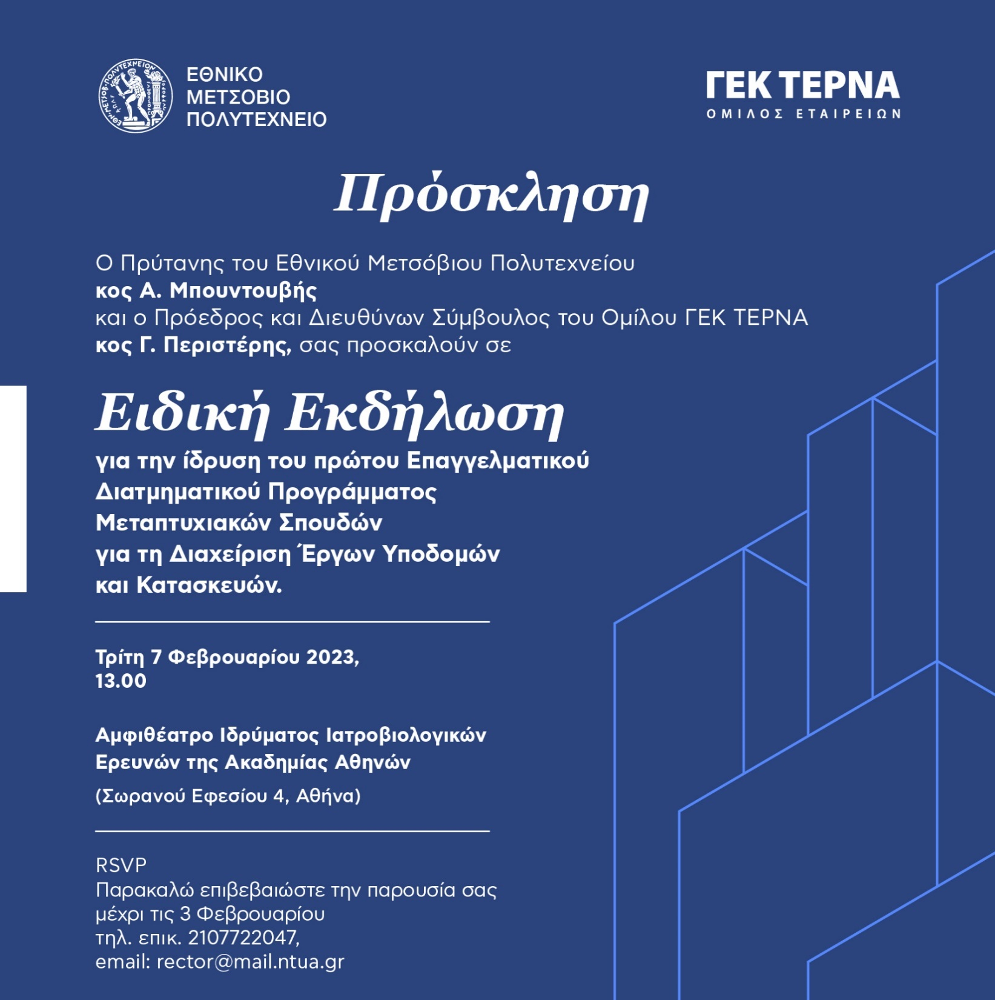 ΕΘΝΙΚΟ
ΜΕΤΣΟΒΙΟ
ΠΟΛΥΤΕΧΝΕΙΟ
ΓΕΚ ΤΕΡΝΑ
ΟΜΙΛΟΣ ΕΤΑΙΡΕΙΩΝ
Πρόσκληση
Ο Πρύτανης του Εθνικού Μετσόβιου Πολυτεχνείου
κος Α. Μπουντουβής
και ο Πρόεδρος και Διευθύνων Σύμβουλος του Ομίλου ΓΕΚ ΤΕΡΝΑ
κος Γ. Περιστέρης, σας προσκαλούν σε
Ειδική Εκδήλωση
για την ίδρυση του πρώτου Επαγγελματικού
Διατμηματικού Προγράμματος
Μεταπτυχιακών Σπουδών
για τη Διαχείριση Έργων Υποδομών
και Κατασκευών.
Τρίτη 7 Φεβρουαρίου 2023,
13.00
Αμφιθέατρο Ιδρύματος Ιατροβιολογικών
Ερευνών της Ακαδημίας Αθηνών
(Σωρανού Εφεσίου 4, Αθήνα)
RSVP
Παρακαλώ επιβεβαιώστε την παρουσία σας
μέχρι τις 3 Φεβρουαρίου
τηλ. επικ. 2107722047,
email: rector@mail.ntua.gr